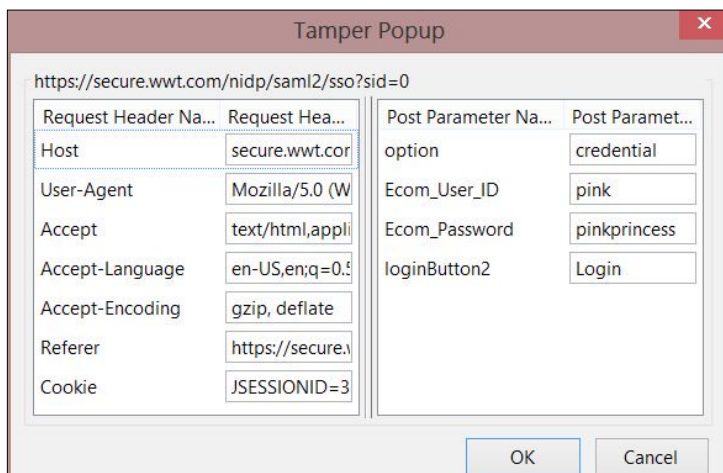 Tamper Popup
https://secure.wwt.com/nidp/saml2/sso?sid=0
Request Header Na... Request Hea...
Host secure.wwt.cor
User-Agent Mozilla/5.0 (W
Accept text/html,appli
Accept-Language en-US,en;q=0.5
Accept-Encoding gzip, deflate
Referer https://secure.w
Cookie JSESSIONID=3
Post Parameter Na... Post Paramet...
option credential
Ecom_User_ID pink
Ecom_Password pinkprincess
loginButton2 Login
OK Cancel